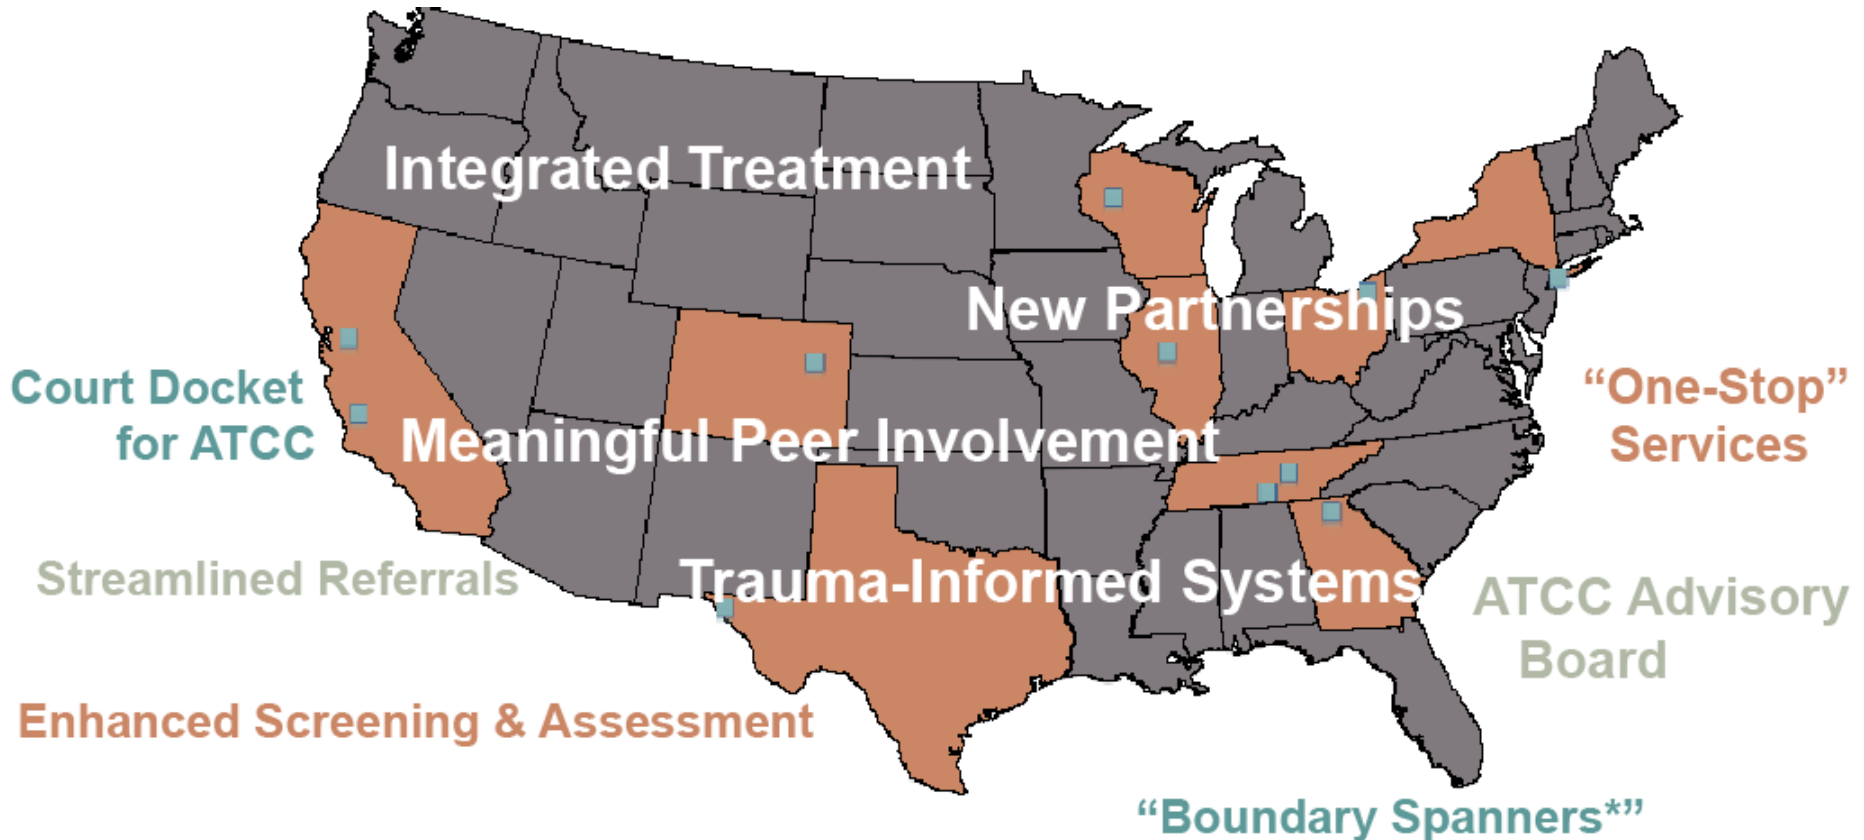 Integrated Treatment
New Partnerships
Court Docket
for ATCC
“One-Stop”
Services
Meaningful Peer Involvement
Streamlined Referrals
Trauma-Informed Systems
ATCC Advisory
Board
Enhanced Screening & Assessment
“Boundary Spanners*”